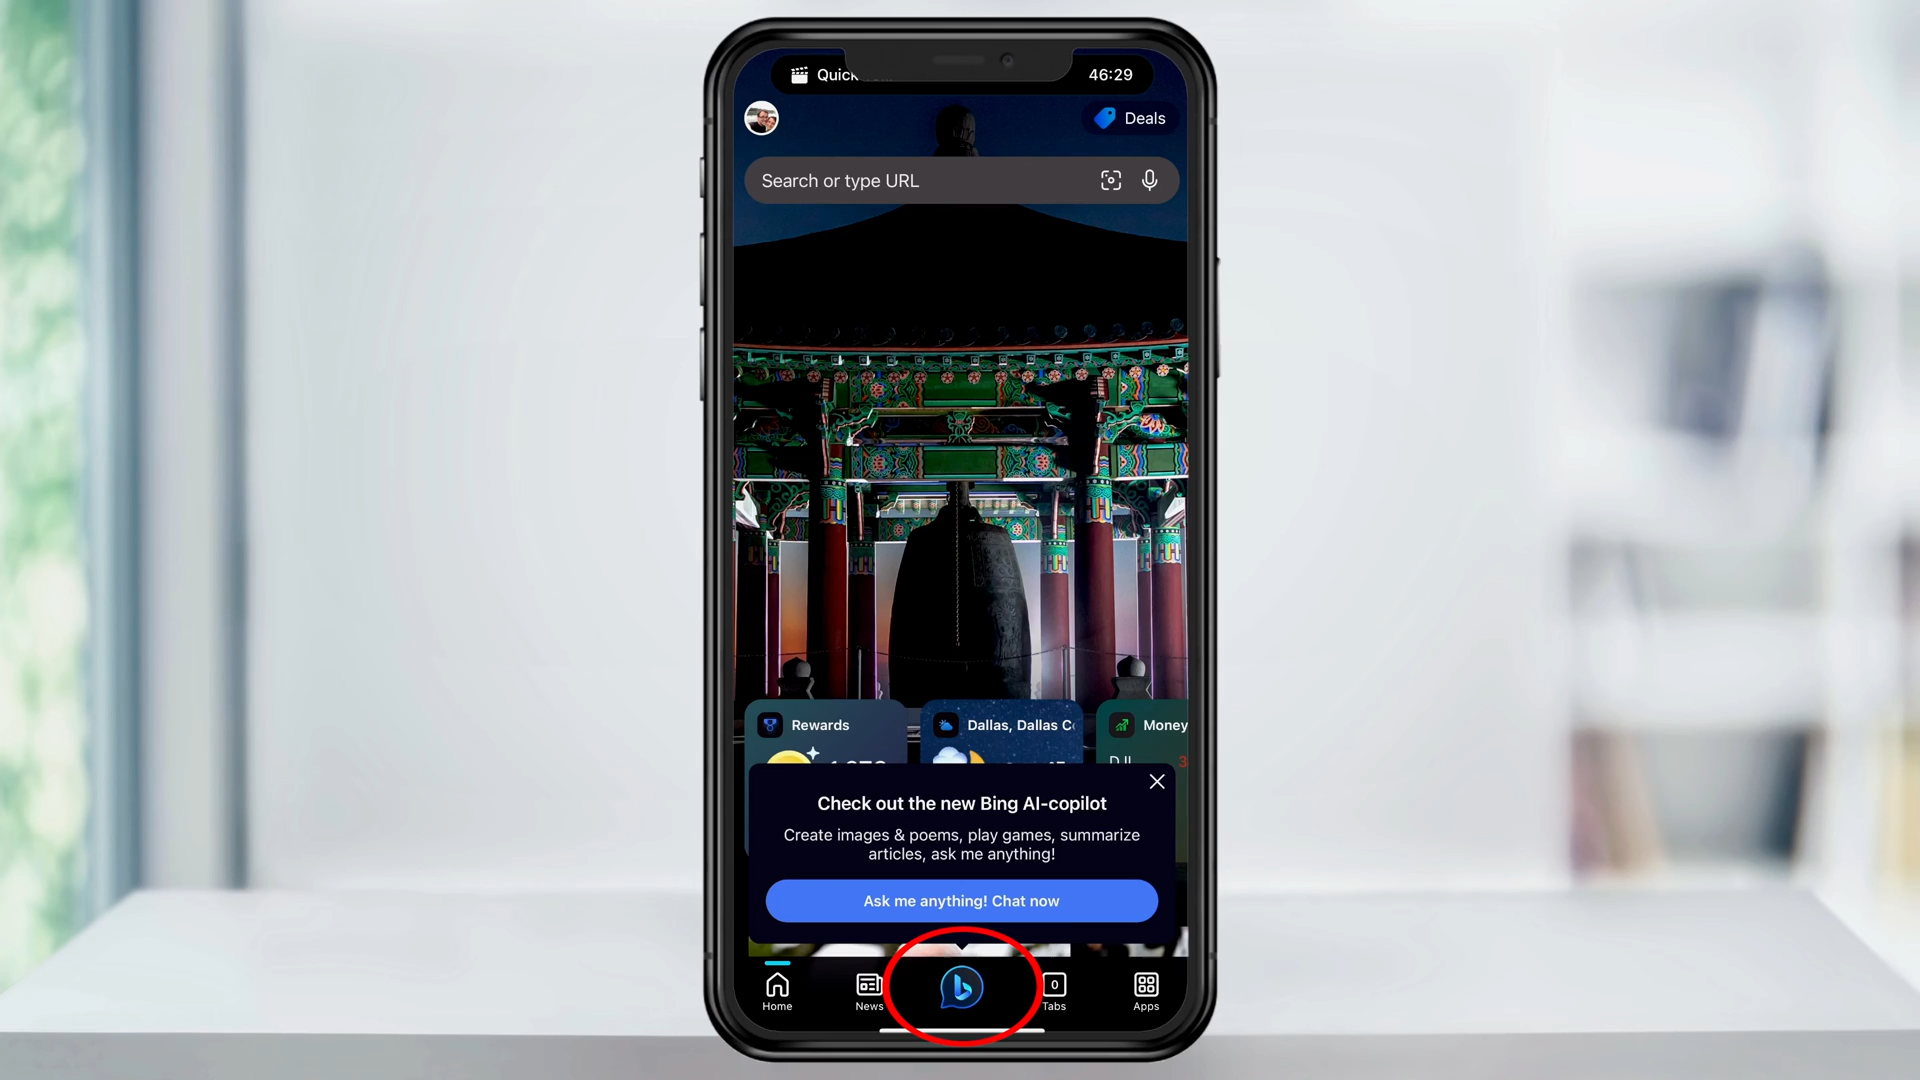 Quick
46:29
Deals
Search or type URL
Rewards
Dallas, Dallas C
Money
Check out the new Bing AI-copilot
Create images & poems, play games, summarize
articles, ask me anything!
Ask me anything! Chat now
0
Home
News
Tabs
Apps